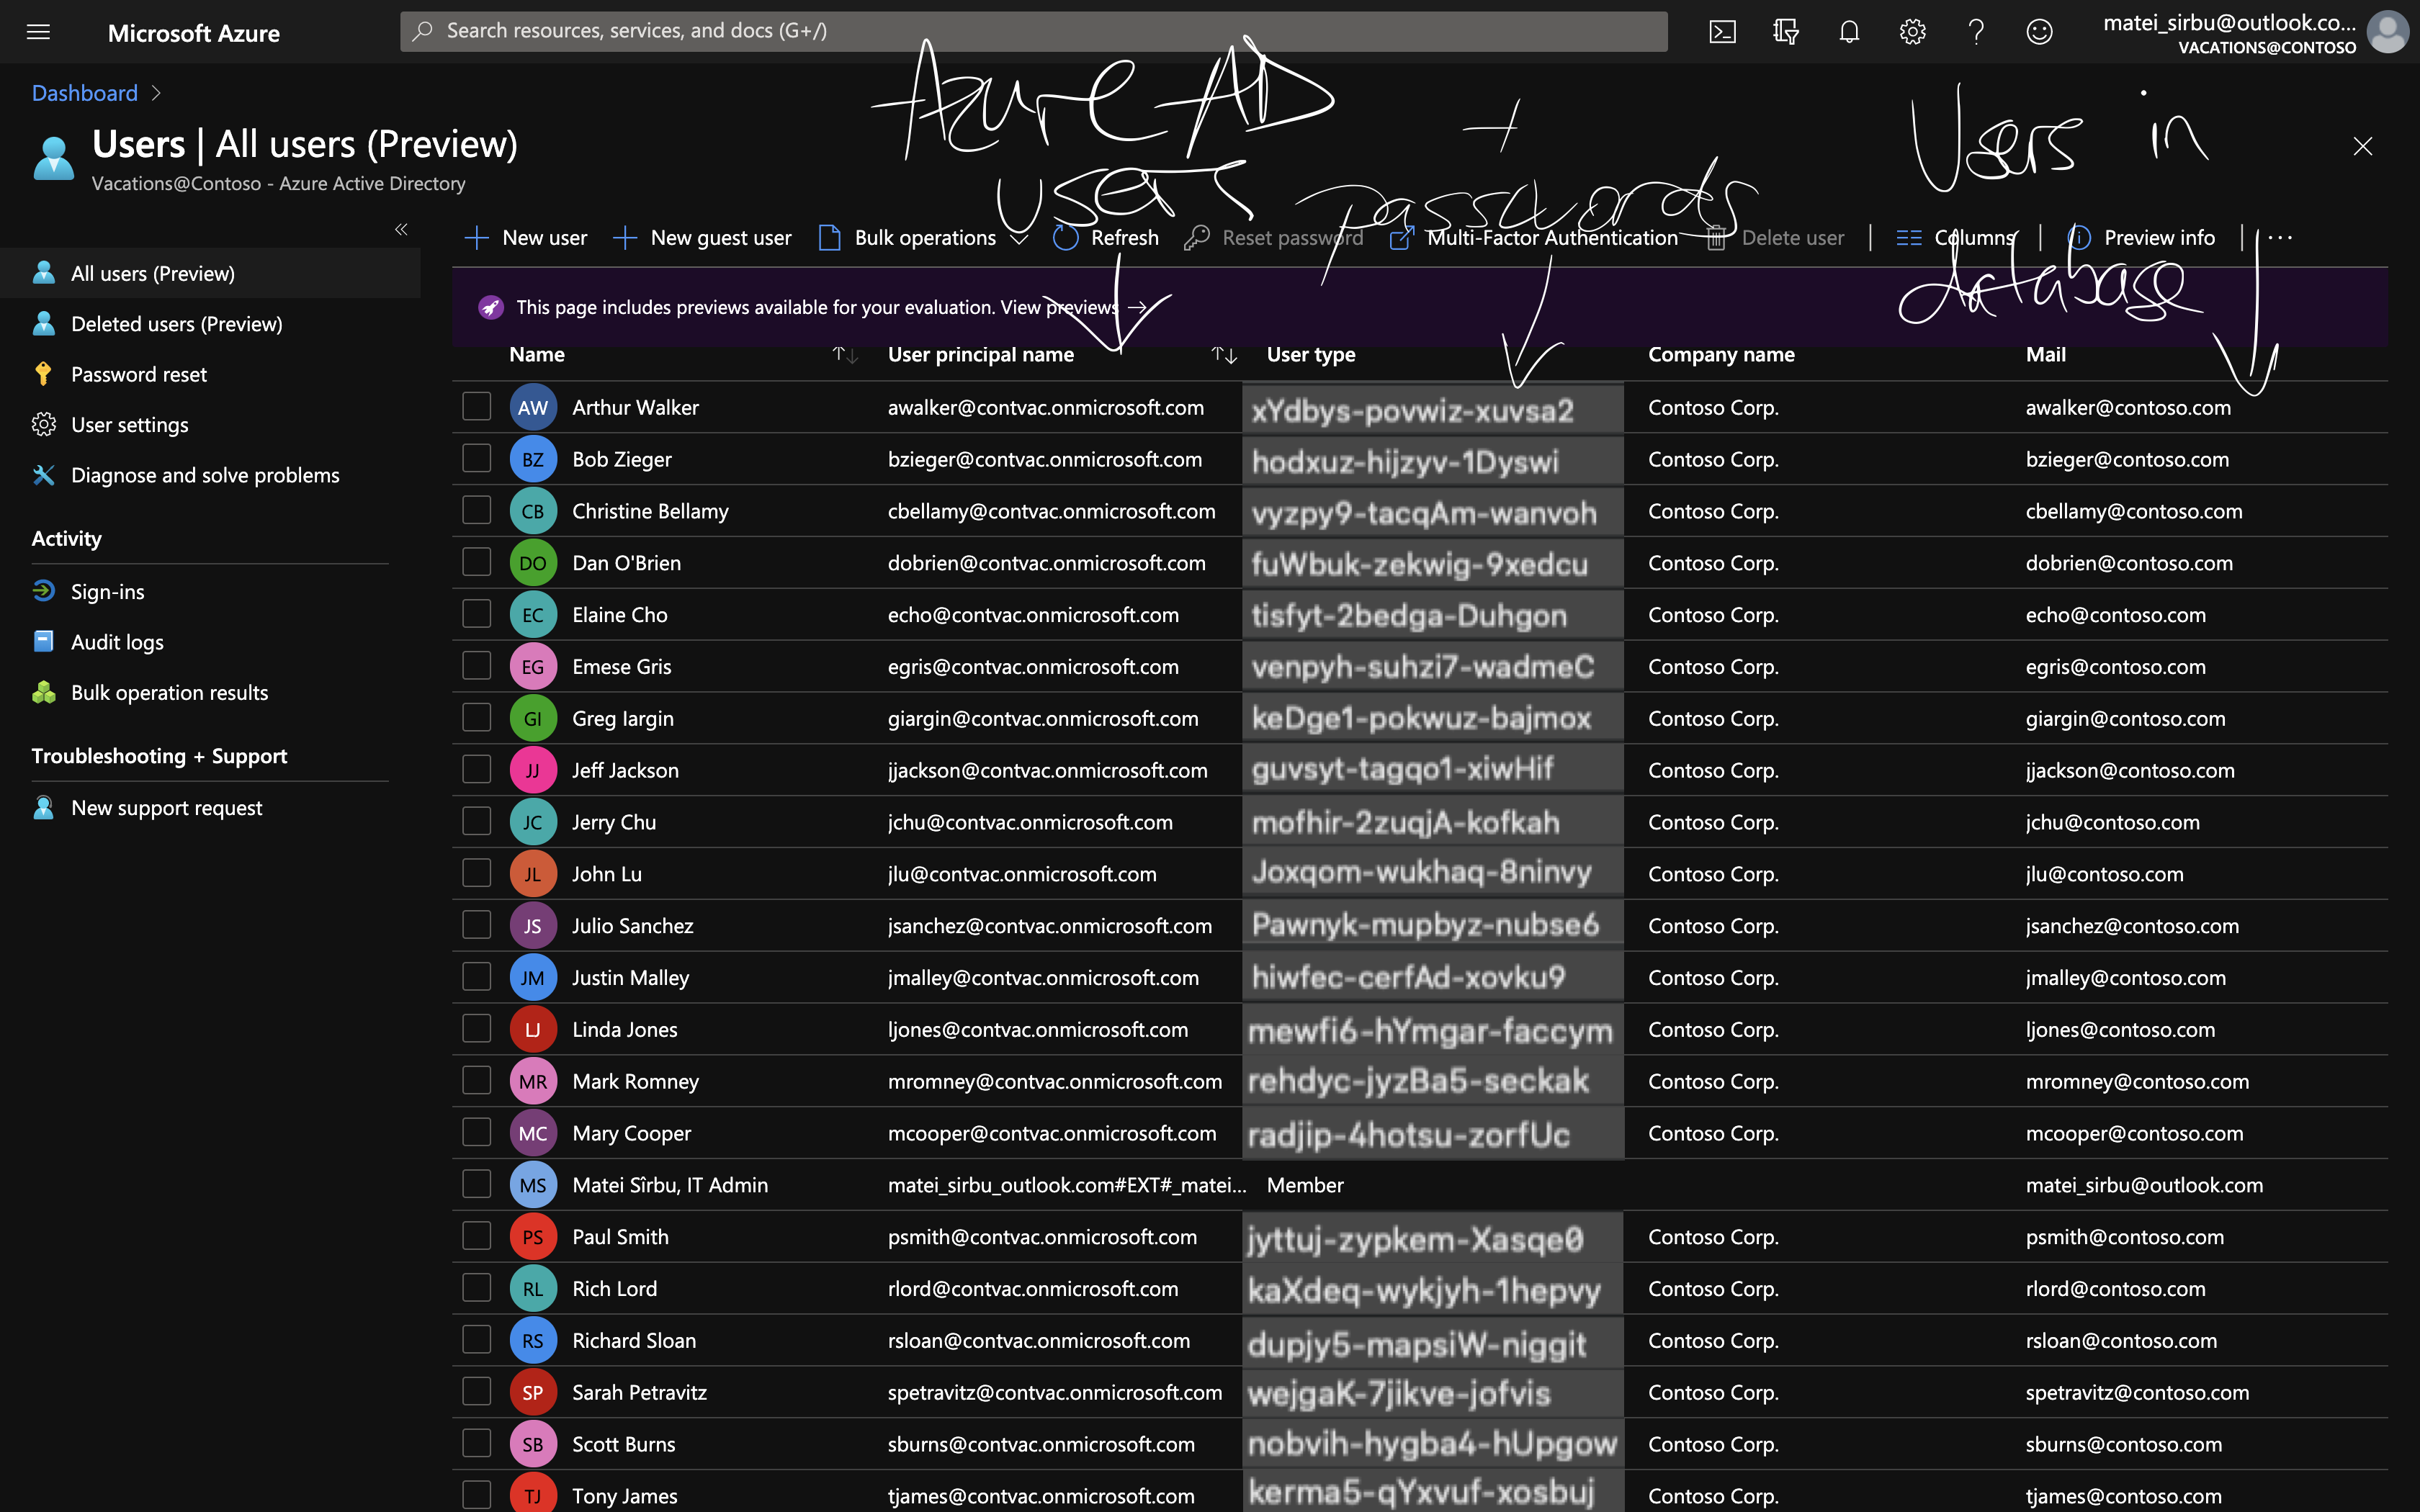 Microsoft Azure
Search resources, services, and docs (G+/)
matei_sirbu@outlook.co...
VACATIONS@CONTOSO
Dashboard
Users | All users (Preview)
Vacations@Contoso - Azure Active Directory
Azure AD
users
+
passwords
Users in
database
All users (Preview)
Deleted users (Preview)
Password reset
User settings
Diagnose and solve problems
Activity
Sign-ins
Audit logs
Bulk operation results
Troubleshooting + Support
New support request
New user New guest user Bulk operations Refresh Reset password Multi-Factor Authentication Delete user Columns Preview info ...
This page includes previews available for your evaluation. View previews →
Name User principal name User type Company name Mail
AW Arthur Walker awalker@contvac.onmicrosoft.com xYdbys-povwiz-xuvsa2 Contoso Corp. awalker@contoso.com
BZ Bob Zieger bzieger@contvac.onmicrosoft.com hodxuz-hijzyv-1Dyswi Contoso Corp. bzieger@contoso.com
CB Christine Bellamy cbellamy@contvac.onmicrosoft.com vyzpy9-tacqAm-wanvoh Contoso Corp. cbellamy@contoso.com
DO Dan O'Brien dobrien@contvac.onmicrosoft.com fuWbuk-zekwig-9xedcu Contoso Corp. dobrien@contoso.com
EC Elaine Cho echo@contvac.onmicrosoft.com tisfyt-2bedga-Duhgon Contoso Corp. echo@contoso.com
EG Emese Gris egris@contvac.onmicrosoft.com venpyh-suhzi7-wadmeC Contoso Corp. egris@contoso.com
GI Greg Iargin giargin@contvac.onmicrosoft.com keDge1-pokwuz-bajmox Contoso Corp. giargin@contoso.com
JJ Jeff Jackson jjackson@contvac.onmicrosoft.com guvsyt-tagqo1-xiwHif Contoso Corp. jjackson@contoso.com
JC Jerry Chu jchu@contvac.onmicrosoft.com mofhir-2zuqjA-kofkah Contoso Corp. jchu@contoso.com
JL John Lu jlu@contvac.onmicrosoft.com Joxqom-wukhaq-8ninvy Contoso Corp. jlu@contoso.com
JS Julio Sanchez jsanchez@contvac.onmicrosoft.com Pawnyk-mupbyz-nubse6 Contoso Corp. jsanchez@contoso.com
JM Justin Malley jmalley@contvac.onmicrosoft.com hiwfec-cerfAd-xovku9 Contoso Corp. jmalley@contoso.com
LJ Linda Jones ljones@contvac.onmicrosoft.com mewfi6-hYmgar-faccym Contoso Corp. ljones@contoso.com
MR Mark Romney mromney@contvac.onmicrosoft.com rehdyc-jyzBa5-seckak Contoso Corp. mromney@contoso.com
MC Mary Cooper mcooper@contvac.onmicrosoft.com radjip-4hotsu-zorfUc Contoso Corp. mcooper@contoso.com
MS Matei Sîrbu, IT Admin matei_sirbu_outlook.com#EXT#_matei... Member matei_sirbu@outlook.com
PS Paul Smith psmith@contvac.onmicrosoft.com jyttuj-zypkem-Xasqe0 Contoso Corp. psmith@contoso.com
RL Rich Lord rlord@contvac.onmicrosoft.com kaXdeq-wykjyh-1hepvy Contoso Corp. rlord@contoso.com
RS Richard Sloan rsloan@contvac.onmicrosoft.com dupjy5-mapsiW-niggit Contoso Corp. rsloan@contoso.com
SP Sarah Petravitz spetravitz@contvac.onmicrosoft.com wejgaK-7jikve-jofvis Contoso Corp. spetravitz@contoso.com
SB Scott Burns sburns@contvac.onmicrosoft.com nobvih-hygba4-hUpgow Contoso Corp. sburns@contoso.com
TJ Tony James tjames@contvac.onmicrosoft.com kerma5-qYxvuf-xosbuj Contoso Corp. tjames@contoso.com